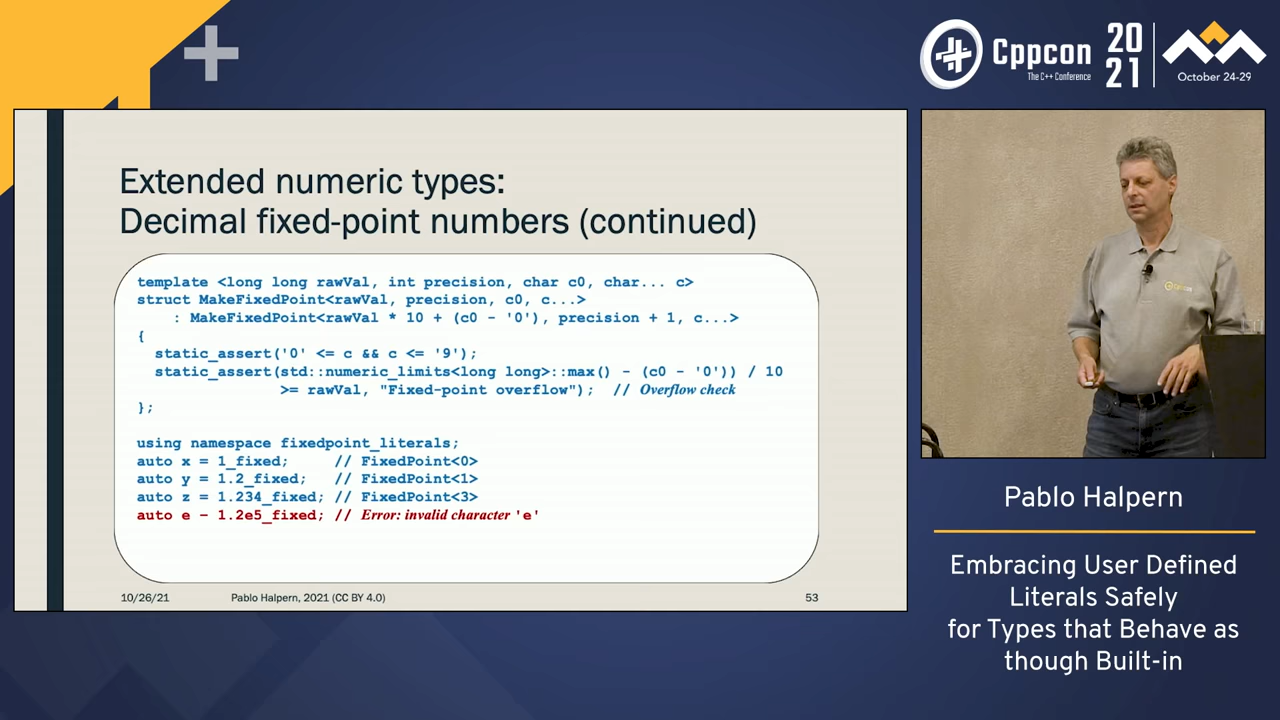 Cppcon
The C++ Conference
20
21
October 24-29
Extended numeric types:
Decimal fixed-point numbers (continued)
template <long long rawVal, int precision, char c0, char... c>
struct MakeFixedPoint<rawVal, precision, c0, c...>
: MakeFixedPoint<rawVal * 10 + (c0 - '0'), precision + 1, c...>
{
static_assert('0' <= c && c <= '9');
static_assert(std::numeric_limits<long long>::max() - (c0 - '0')) / 10
>= rawVal, "Fixed-point overflow"); // Overflow check
};
using namespace fixedpoint_literals;
auto x = 1_fixed; // FixedPoint<0>
auto y = 1.2_fixed; // FixedPoint<1>
auto z = 1.234_fixed; // FixedPoint<3>
auto e - 1.2e5_fixed; // Error: invalid character 'e'
10/26/21 Pablo Halpern, 2021 (CC BY 4.0) 53
Cppcon
Pablo Halpern
Embracing User Defined
Literals Safely
for Types that Behave as
though Built-in